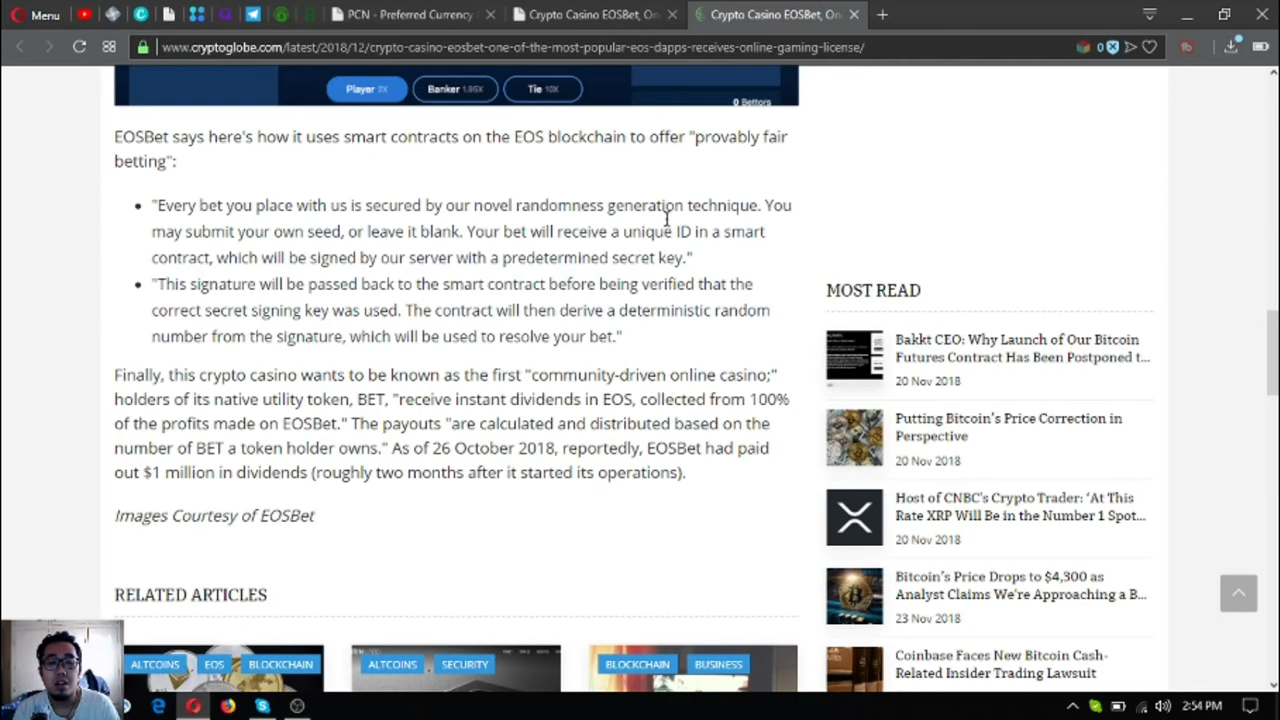 Menu
PCN - Preferred Currency
Crypto Casino EOSBet, On
Crypto Casino EOSBet, On
www.cryptoglobe.com/latest/2018/12/crypto-casino-eosbet-one-of-the-most-popular-eos-dapps-receives-online-gaming-license/
0
Player 2X
Banker 1.95X
Tie 10X
0 Bettors
EOSBet says here's how it uses smart contracts on the EOS blockchain to offer "provably fair
betting":
"Every bet you place with us is secured by our novel randomness generation technique. You
may submit your own seed, or leave it blank. Your bet will receive a unique ID in a smart
contract, which will be signed by our server with a predetermined secret key."
"This signature will be passed back to the smart contract before being verified that the
correct secret signing key was used. The contract will then derive a deterministic random
number from the signature, which will be used to resolve your bet."
Finally, this crypto casino wants to be known as the first "community-driven online casino;"
holders of its native utility token, BET, "receive instant dividends in EOS, collected from 100%
of the profits made on EOSBet." The payouts "are calculated and distributed based on the
number of BET a token holder owns." As of 26 October 2018, reportedly, EOSBet had paid
out $1 million in dividends (roughly two months after it started its operations).
Images Courtesy of EOSBet
RELATED ARTICLES
ALTCOINS
EOS
BLOCKCHAIN
ALTCOINS
SECURITY
BLOCKCHAIN
BUSINESS
MOST READ
Bakkt CEO: Why Launch of Our Bitcoin
Futures Contract Has Been Postponed t...
20 Nov 2018
Putting Bitcoin's Price Correction in
Perspective
20 Nov 2018
Host of CNBC's Crypto Trader: 'At This
Rate XRP Will Be in the Number 1 Spot...
20 Nov 2018
Bitcoin's Price Drops to $4,300 as
Analyst Claims We're Approaching a B...
23 Nov 2018
Coinbase Faces New Bitcoin Cash-
Related Insider Trading Lawsuit
2:54 PM